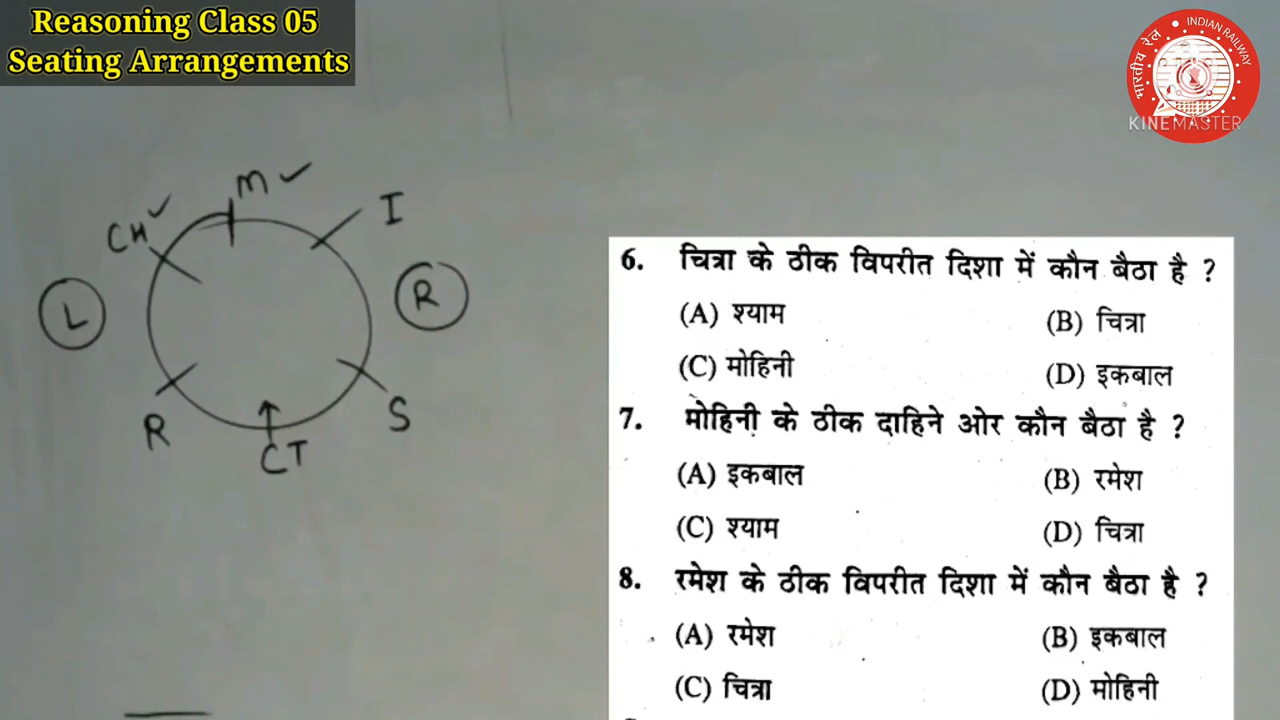 Reasoning Class 05
Seating Arrangements
भारतीय रेल
INDIAN RAILWAY
KINEMASTER
M
I
CH
L
R
R
S
CT
6. चित्रा के ठीक विपरीत दिशा में कौन बैठा है ?
(A) श्याम (B) चित्रा
(C) मोहिनी (D) इकबाल
7. मोहिनी के ठीक दाहिने ओर कौन बैठा है ?
(A) इकबाल (B) रमेश
(C) श्याम (D) चित्रा
8. रमेश के ठीक विपरीत दिशा में कौन बैठा है ?
(A) रमेश (B) इकबाल
(C) चित्रा (D) मोहिनी